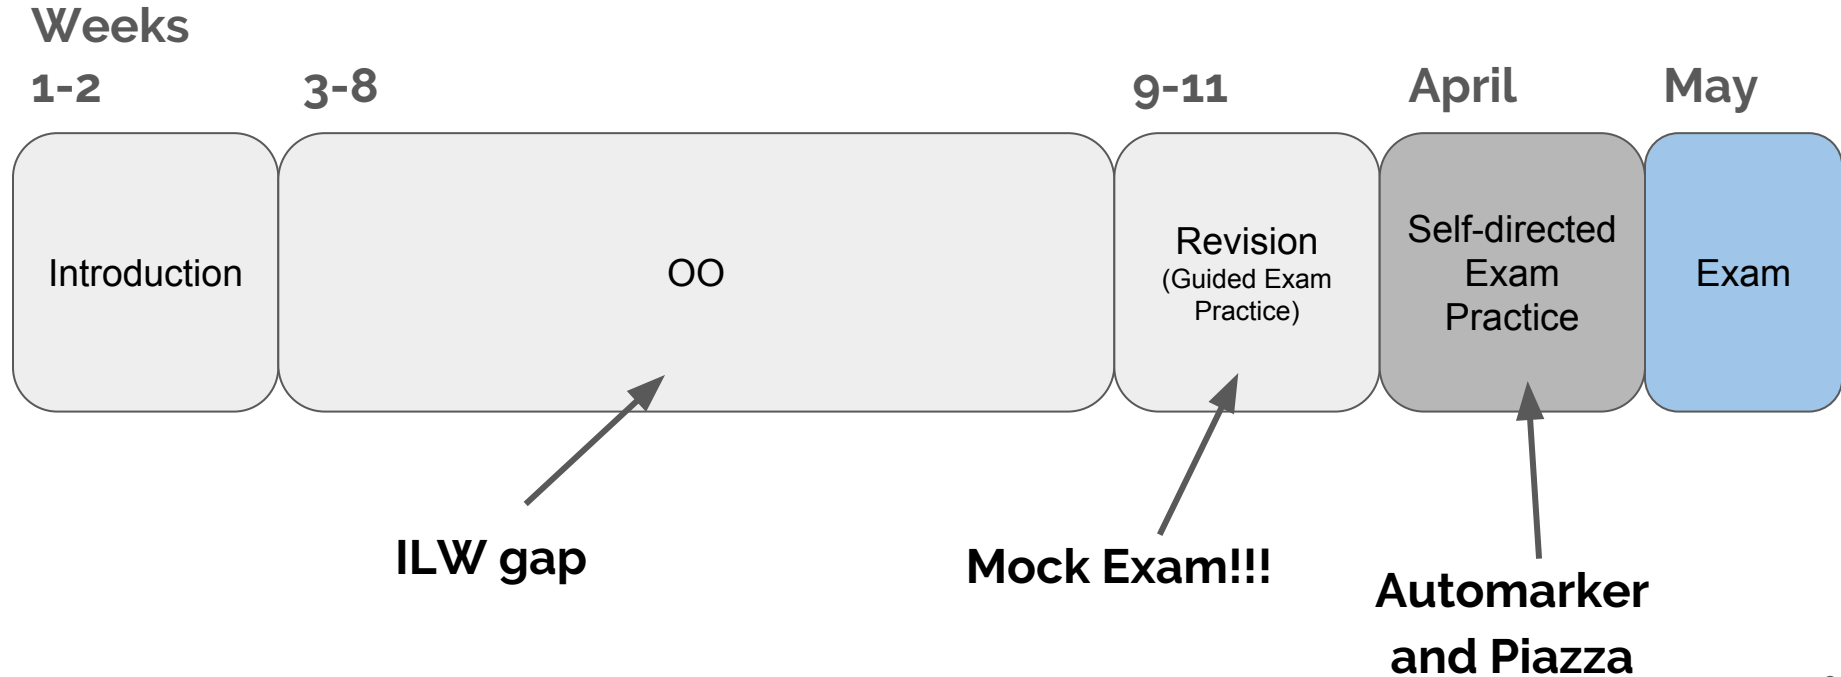 Weeks
1-2
3-8
9-11
April
May
Introduction
OO
Revision
(Guided Exam
Practice)
Self-directed
Exam
Practice
Exam
ILW gap
Mock Exam!!!
Automarker
and Piazza